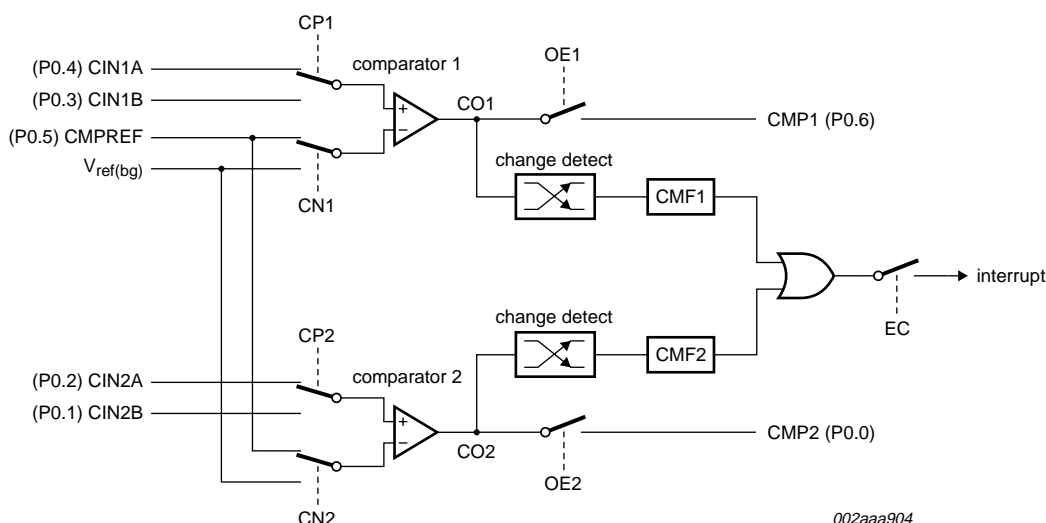 CP1
OE1
(P0.4) CIN1A
comparator 1
(P0.3) CIN1B
+
CO1
(P0.5) CMPREF
−
CMP1 (P0.6)
Vref(bg)
change detect
CN1
CMF1
interrupt
EC
change detect
CP2
CMF2
(P0.2) CIN2A
comparator 2
(P0.1) CIN2B
+
−
CO2
CMP2 (P0.0)
OE2
CN2
002aaa904